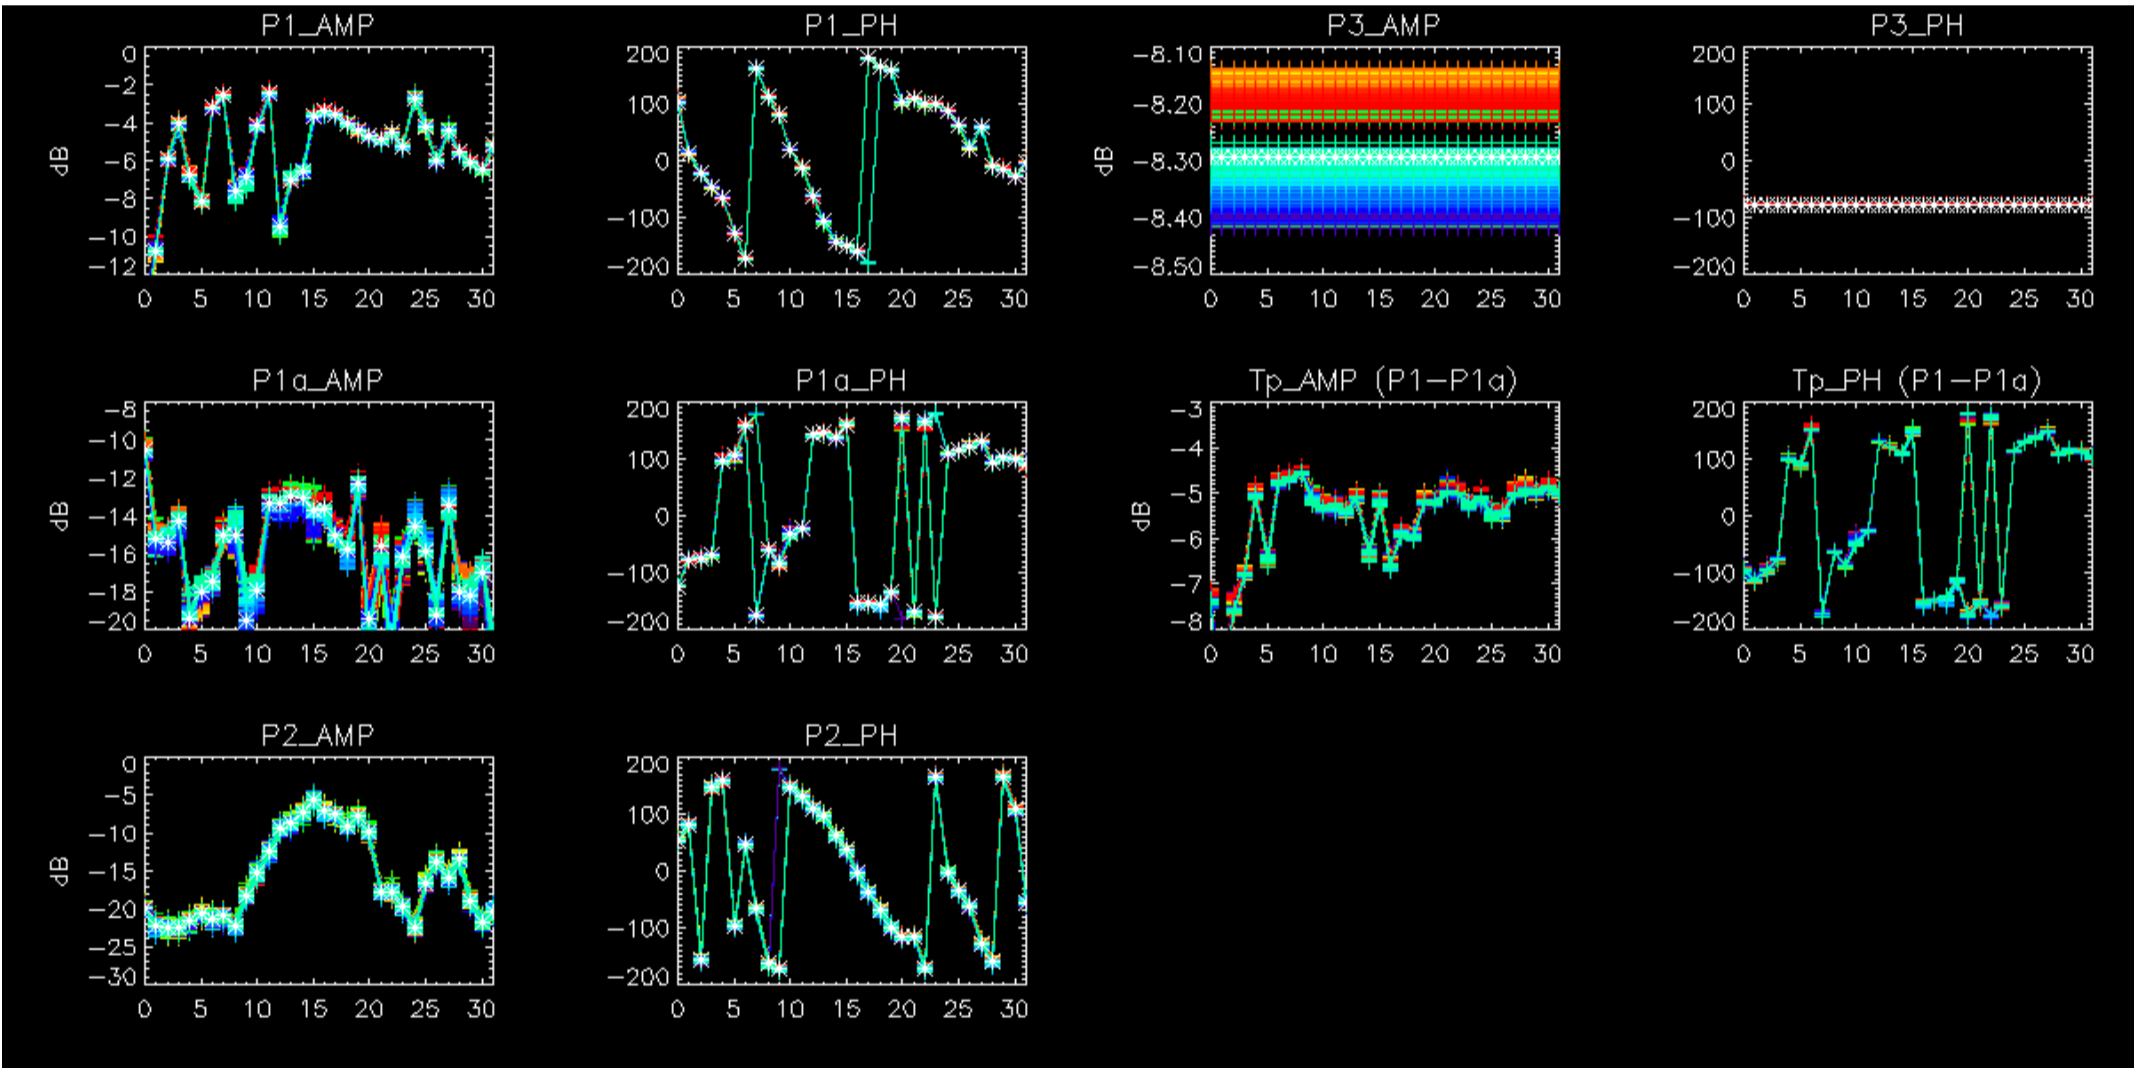 P1_AMP P1_PH P3_AMP P3_PH
0 200 -8.10 200
-2
-4 100 -8.20 100
dB -6 0 dB -8.30 0
-8
-10 -100 -8.40 -100
-12 -200 -8.50 -200
0 5 10 15 20 25 30 0 5 10 15 20 25 30 0 5 10 15 20 25 30 0 5 10 15 20 25 30
P1a_AMP P1a_PH Tp_AMP (P1-P1a) Tp_PH (P1-P1a)
-8 200 -3 200
-10 100 -4 100
-12
dB -14 0 dB -5 0
-16 -6
-18 -100 -7 -100
-20 -200 -8 -200
0 5 10 15 20 25 30 0 5 10 15 20 25 30 0 5 10 15 20 25 30 0 5 10 15 20 25 30
P2_AMP P2_PH
0 200
-5 100
-10
dB -15 0
-20 -100
-25
-30 -200
0 5 10 15 20 25 30 0 5 10 15 20 25 30